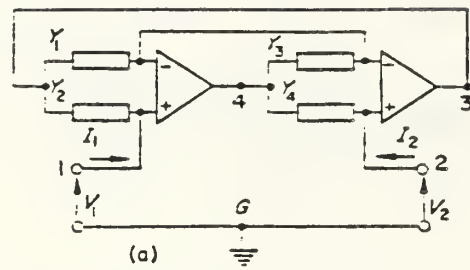 Y₁ Y₃
− −
Y₂ 4 Y₄ 3
+ +
I₁ I₂
1 2
V₁ G V₂
(a)